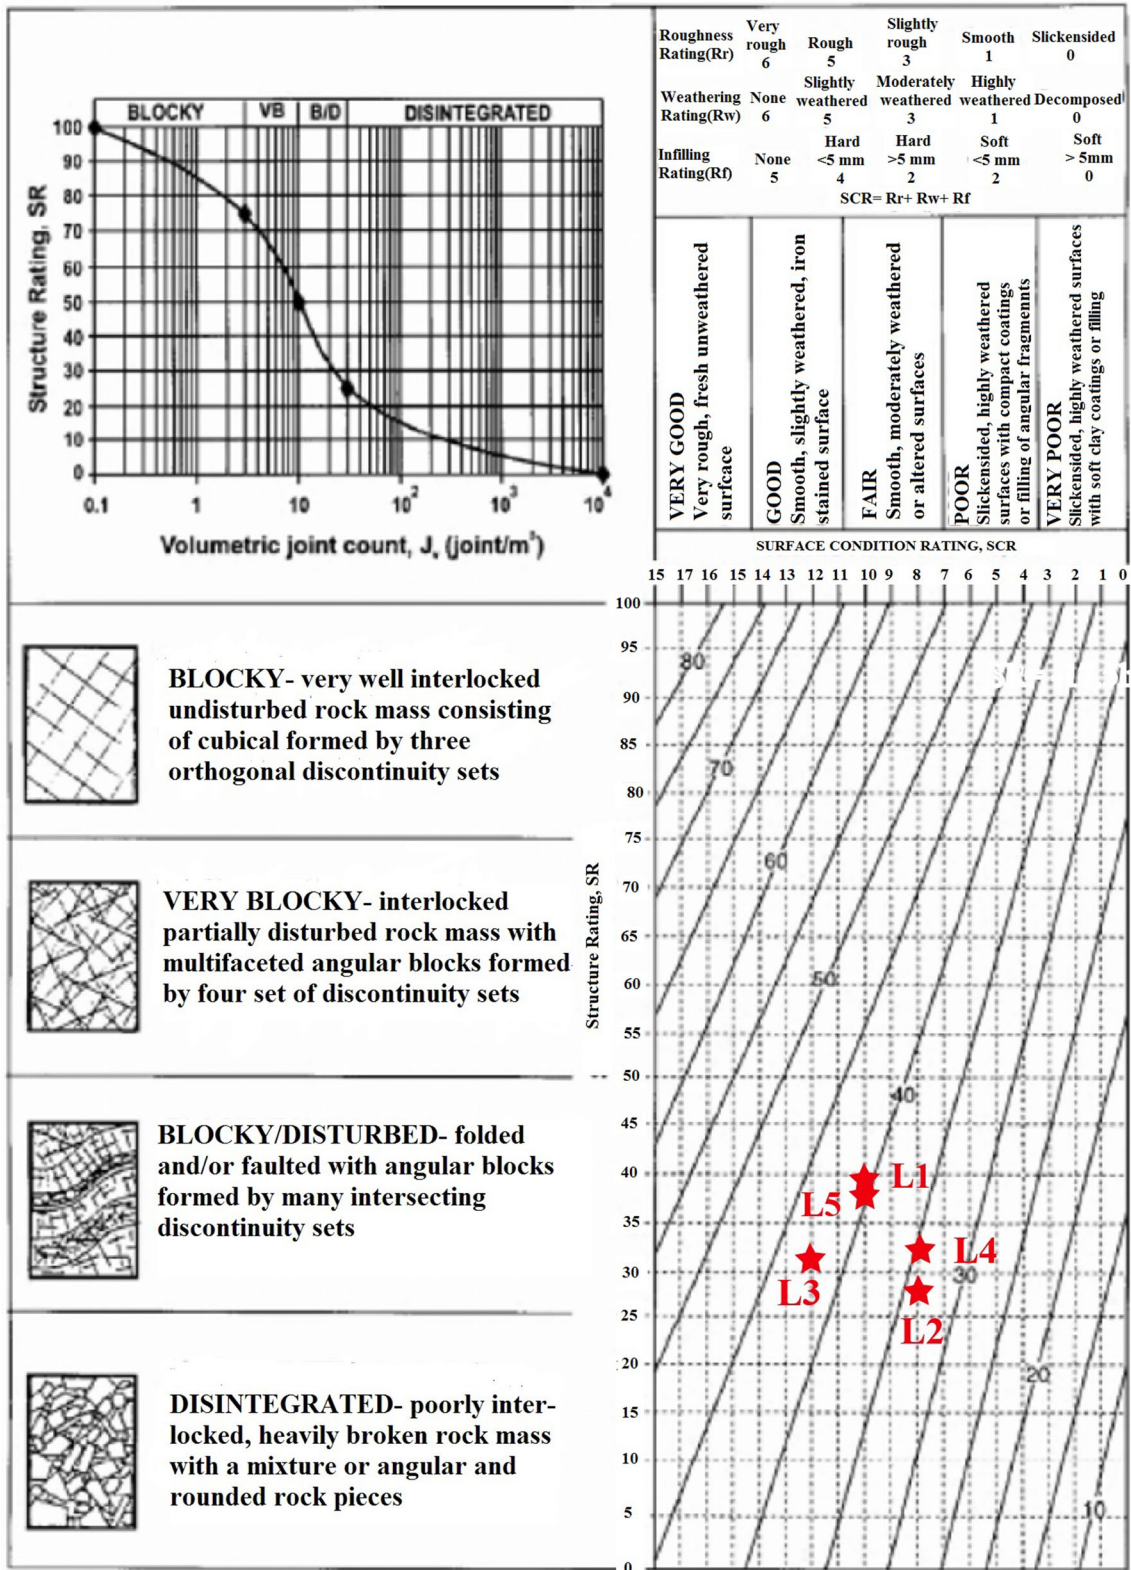 BLOCKY VB B/D DISINTEGRATED
Structure Rating, SR
100
90
80
70
60
50
40
30
20
10
0
0.1 1 10 10² 10³ 10⁴
Volumetric joint count, Jv (joint/m³)
Roughness Rating(Rr)
Very rough 6
Rough 5
Slightly rough 3
Smooth 1
Slickensided 0
Weathering Rating(Rw)
None 6
Slightly weathered 5
Moderately weathered 3
Highly weathered 1
Decomposed 0
Infilling Rating(Rf)
None 5
Hard <5 mm 4
Hard >5 mm 2
Soft <5 mm 2
Soft > 5mm 0
SCR= Rr+ Rw+ Rf
VERY GOOD
Very rough, fresh unweathered
surfcace
GOOD
Smooth, slightly weathered, iron
stained surface
FAIR
Smooth, moderately weathered
or altered surfaces
POOR
Slickensided, highly weathered
surfaces with compact coatings
or filling of angular fragmennts
VERY POOR
Slickensided, highly weathered surfaces
with soft clay coatings or filling
SURFACE CONDITION RATING, SCR
15 17 16 15 14 13 12 11 10 9 8 7 6 5 4 3 2 1 0
BLOCKY- very well interlocked
undisturbed rock mass consisting
of cubical formed by three
orthogonal discontinuity sets
VERY BLOCKY- interlocked
partially disturbed rock mass with
multifaceted angular blocks formed
by four set of discontinuity sets
BLOCKY/DISTURBED- folded
and/or faulted with angular blocks
formed by many intersecting
discontinuity sets
DISINTEGRATED- poorly inter-
locked, heavily broken rock mass
with a mixture or angular and
rounded rock pieces
Structure Rating, SR
100
95
90
85
80
75
70
65
60
55
50
45
40
35
30
25
20
15
10
5
0
80
70
60
50
40
30
20
10
L1
L5
L4
L3
L2